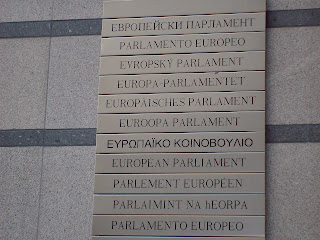 ЕВРОПЕЙСКИ ПАРЛАМЕНТ
PARLAMENTO EUROPEO
EVROPSKÝ PARLAMENT
EUROPA-PARLAMENTET
EUROPÄISCHES PARLAMENT
EUROOPA PARLAMENT
ΕΥΡΩΠΑΪΚΟ ΚΟΙΝΟΒΟΥΛΙΟ
EUROPEAN PARLIAMENT
PARLEMENT EUROPÉEN
PARLAIMINT NA hEORPA
PARLAMENTO EUROPEO